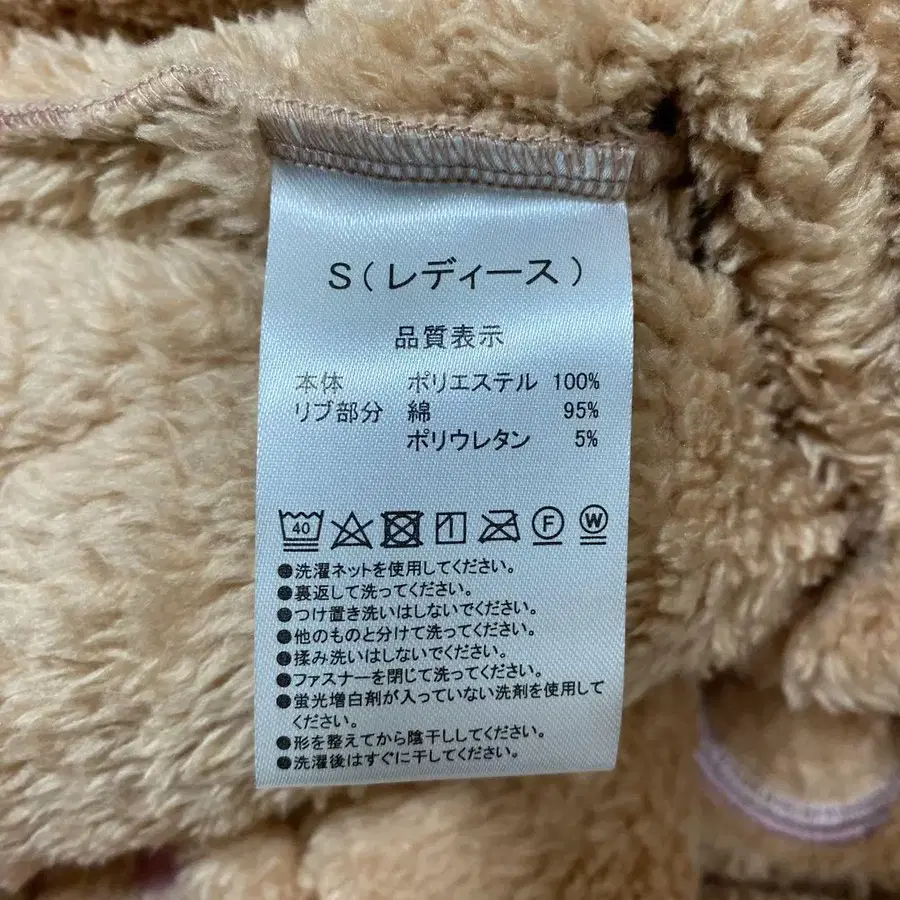 S(レディース)
品質表示
本体 ポリエステル 100%
リブ部分 綿 95%
ポリウレタン 5%
40 F W
●洗濯ネットを使用してください。
●裏返して洗ってください。
●つけ置き洗いはしないでください。
●他のものと分けて洗ってください。
●揉み洗いはしないでください。
●ファスナーを閉じて洗ってください。
●蛍光増白剤が入っていない洗剤を使用して
ください。
●形を整えてから陰干ししてください。
●洗濯後はすぐに干してください。